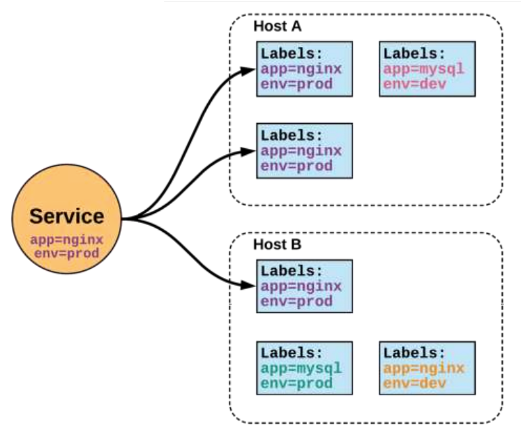 Host A
Labels:
app=nginx
env=prod
Labels:
app=mysql
env=dev
Labels:
app=nginx
env=prod
Service
app=nginx
env=prod
Host B
Labels:
app=nginx
env=prod
Labels:
app=mysql
env=prod
Labels:
app=nginx
env=dev